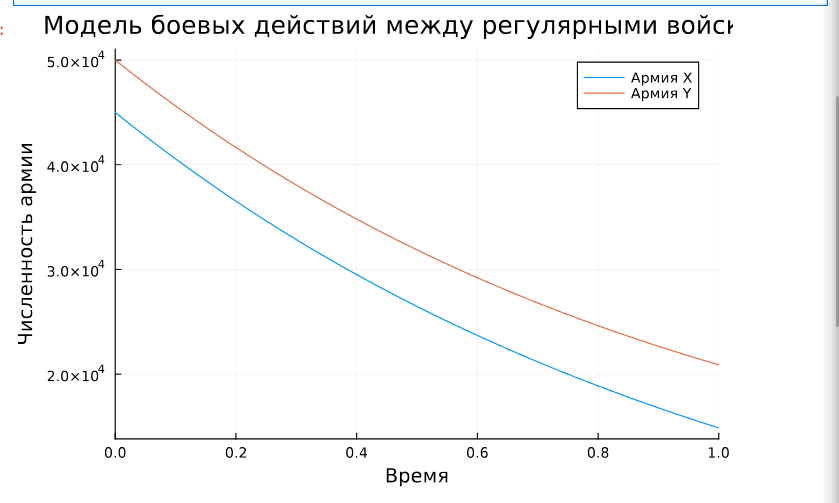 Модель боевых действий между регулярными
5.0×10⁴
4.0×10⁴
3.0×10⁴
2.0×10⁴
Численность армии
Армия X
Армия Y
0.0 0.2 0.4 0.6 0.8 1.0
Время